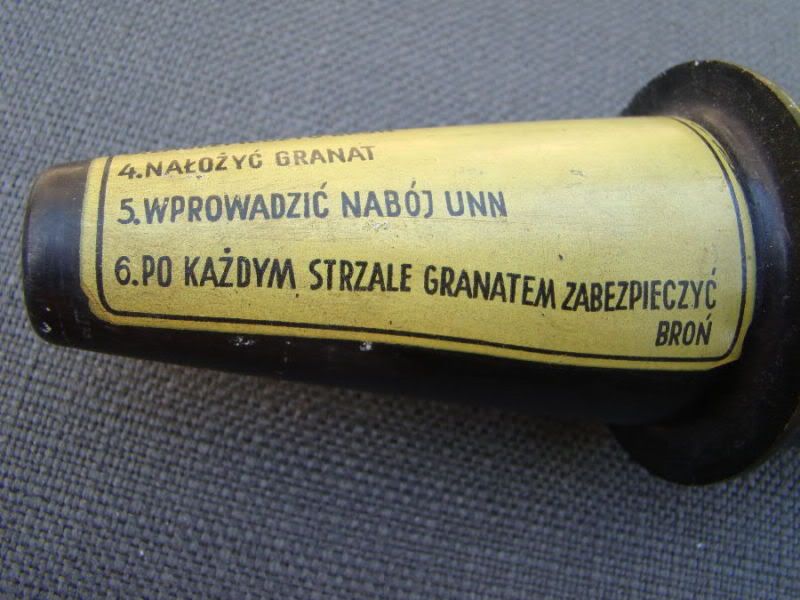 4.NAŁOŻYĆ GRANAT
5.WPROWADZIĆ NABÓJ UNN
6.PO KAŻDYM STRZALE GRANATEM ZABEZPIECZYĆ
BROŃ